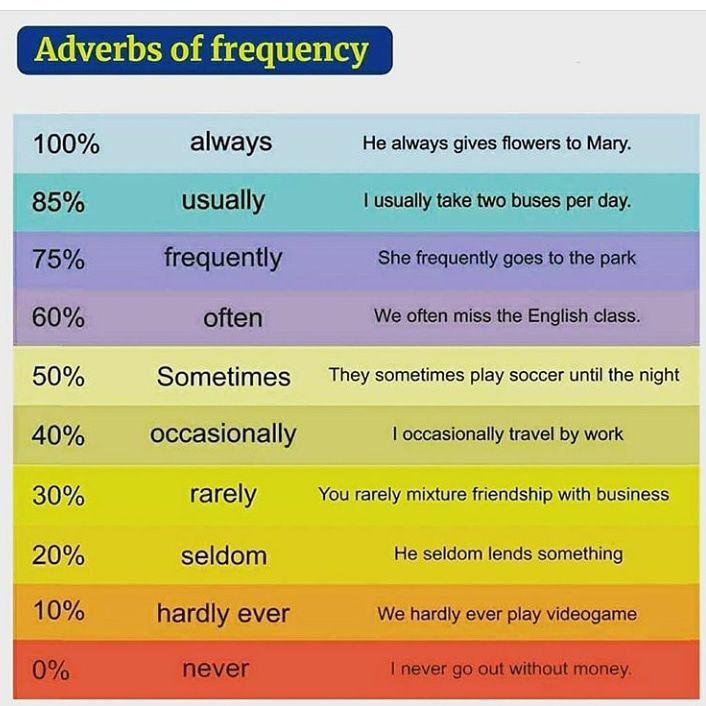 Adverbs of frequency
100% always He always gives flowers to Mary.
85% usually I usually take two buses per day.
75% frequently She frequently goes to the park
60% often We often miss the English class.
50% Sometimes They sometimes play soccer until the night
40% occasionally I occasionally travel by work
30% rarely You rarely mixture friendship with business
20% seldom He seldom lends something
10% hardly ever We hardly ever play videogame
0% never I never go out without money.